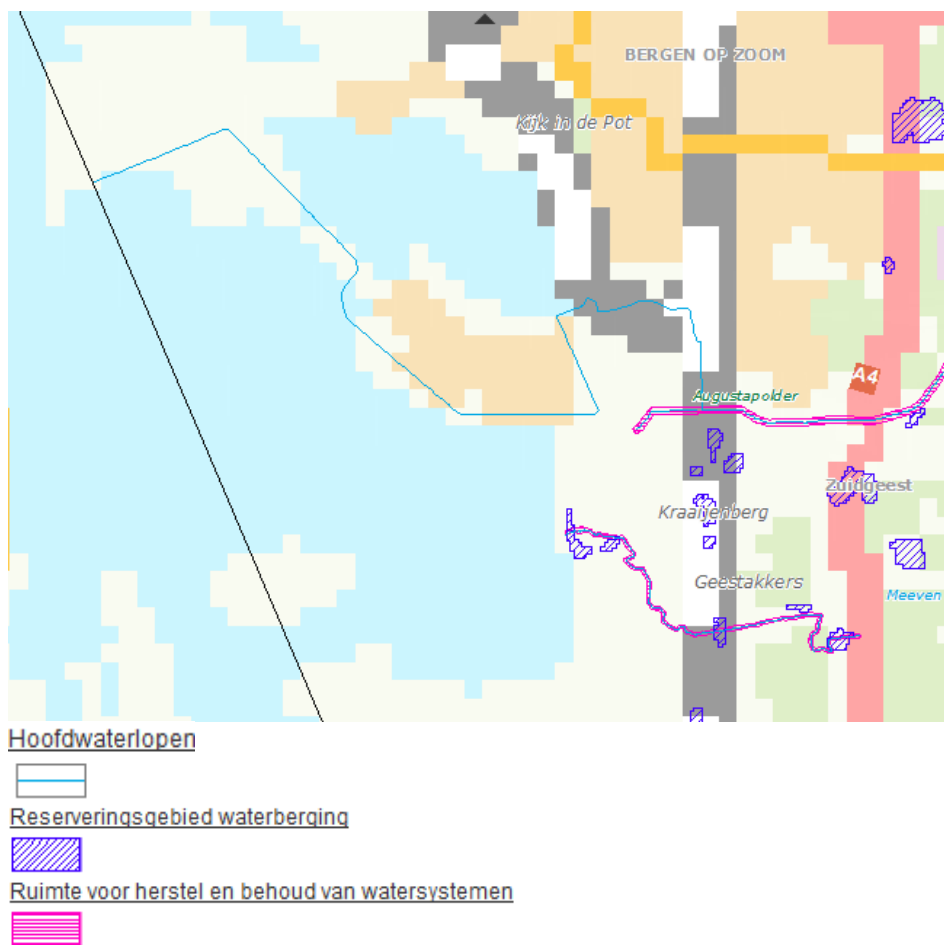 BERGEN OP ZOOM
Kijk in de Pot
A4
Augustapolder
Zuidgeest
Kraaijenberg
Geestakkers
Meeven
Hoofdwaterlopen
Reserveringsgebied waterberging
Ruimte voor herstel en behoud van watersystemen